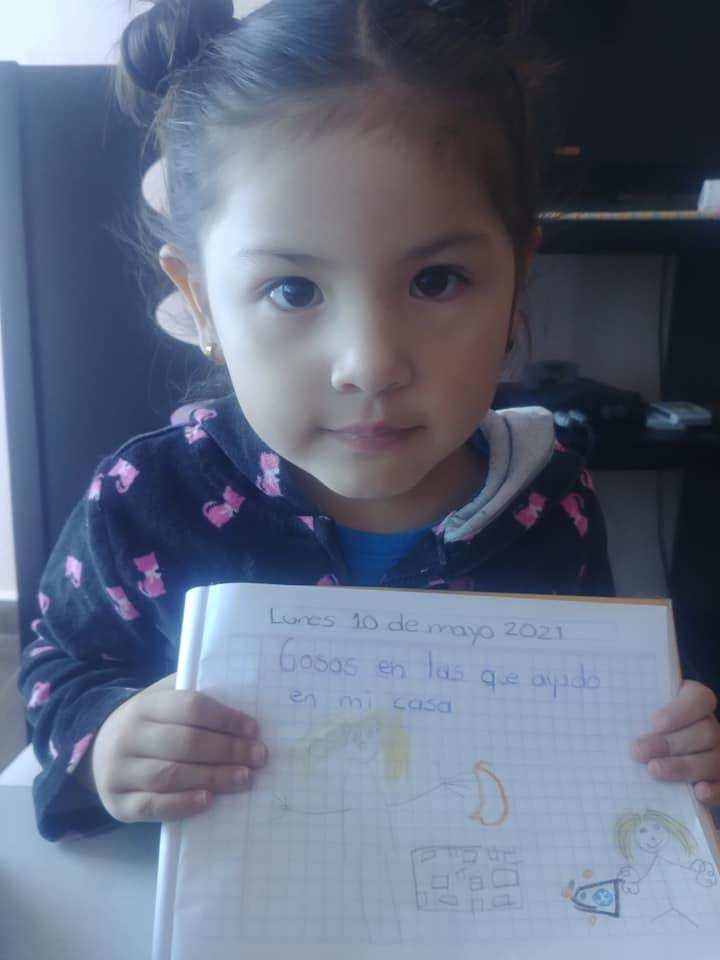 Lunes 10 de mayo 2021
Cosas en las que ayudo
en mi casa